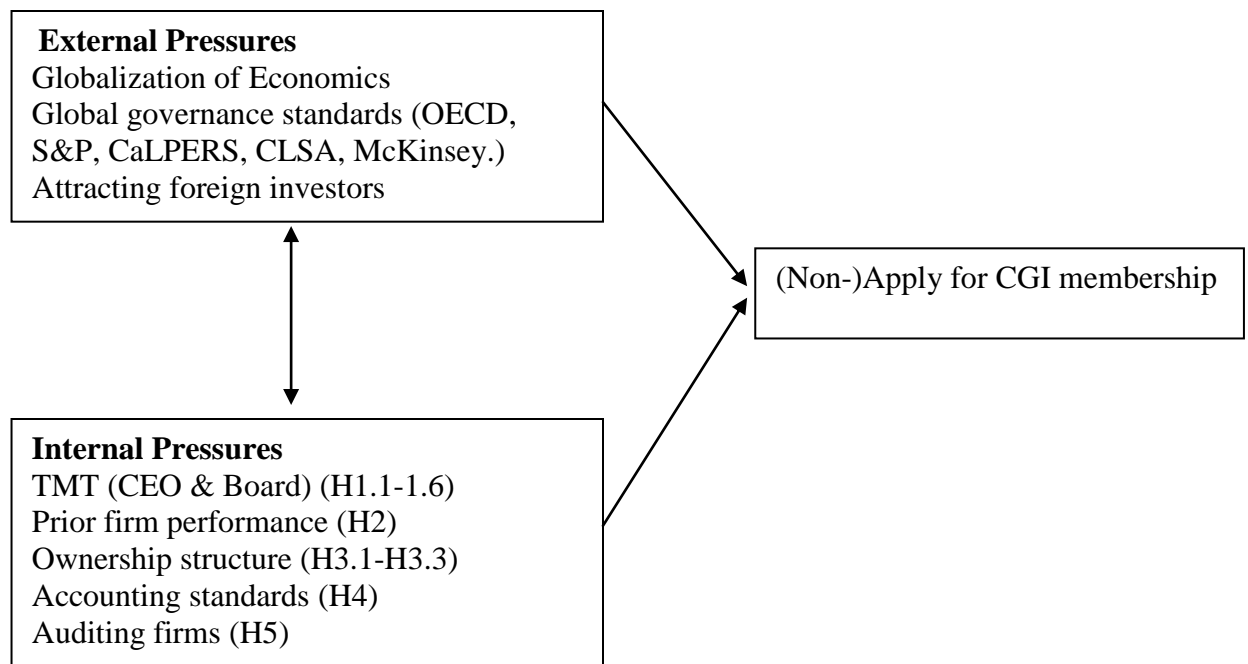 External Pressures
Globalization of Economics
Global governance standards (OECD,
S&P, CaLPERS, CLSA, McKinsey.)
Attracting foreign investors
(Non-)Apply for CGI membership
Internal Pressures
TMT (CEO & Board) (H1.1-1.6)
Prior firm performance (H2)
Ownership structure (H3.1-H3.3)
Accounting standards (H4)
Auditing firms (H5)